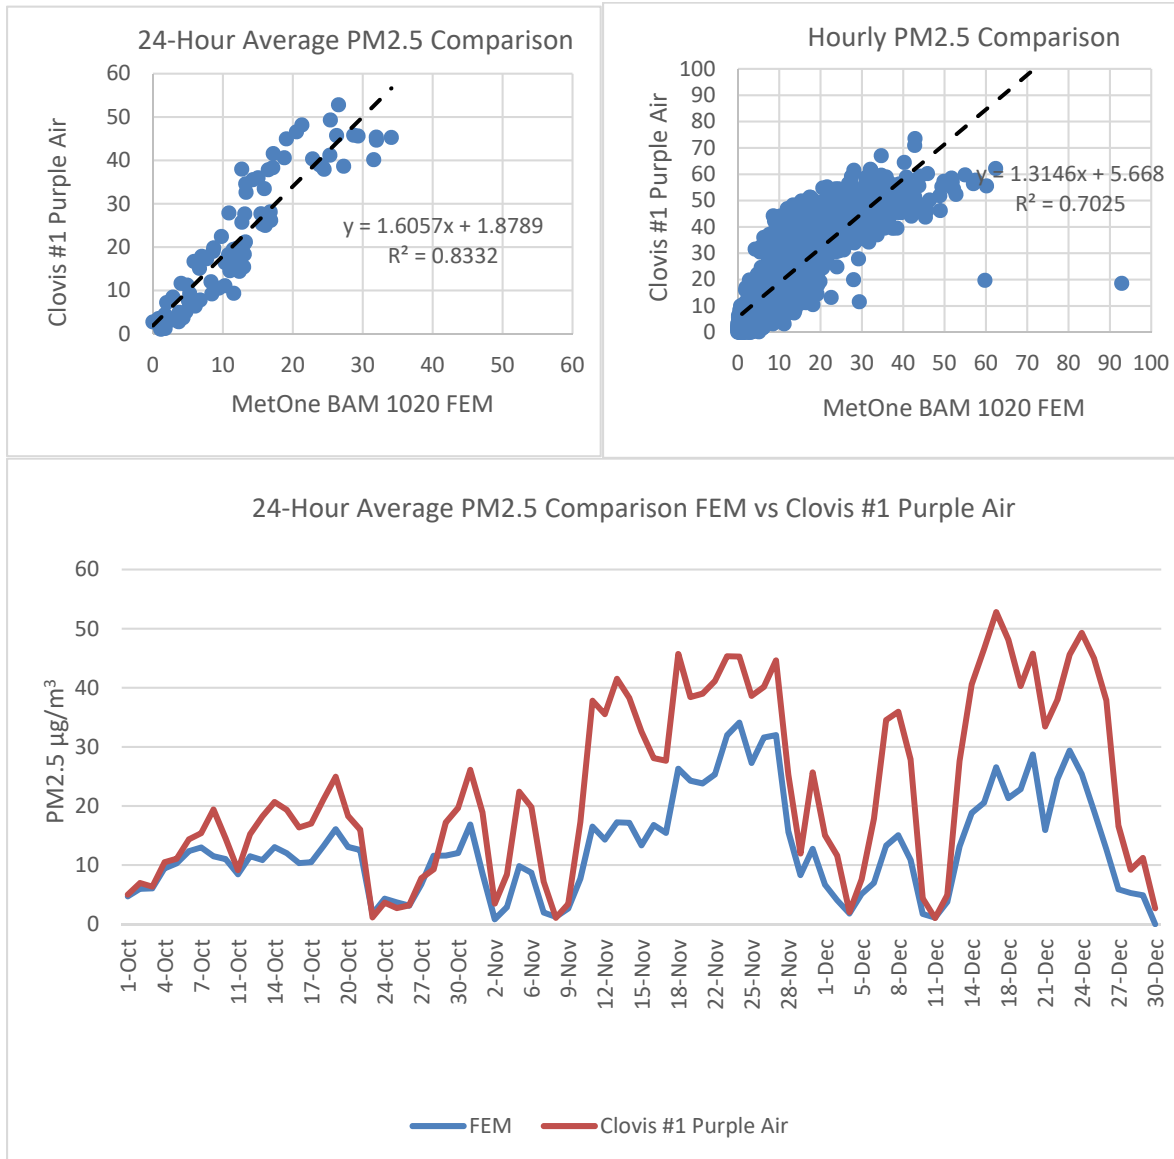 24-Hour Average PM2.5 Comparison
60
50
40
30
20
10
0
Clovis #1 Purple Air
y = 1.6057x + 1.8789
R² = 0.8332
0 10 20 30 40 50 60
MetOne BAM 1020 FEM
Hourly PM2.5 Comparison
100
90
80
70
60
50
40
30
20
10
0
Clovis #1 Purple Air
y = 1.3146x + 5.668
R² = 0.7025
0 10 20 30 40 50 60 70 80 90 100
MetOne BAM 1020 FEM
24-Hour Average PM2.5 Comparison FEM vs Clovis #1 Purple Air
60
50
40
30
20
10
0
PM2.5 µg/m³
1-Oct
4-Oct
7-Oct
11-Oct
14-Oct
17-Oct
20-Oct
24-Oct
27-Oct
30-Oct
2-Nov
6-Nov
9-Nov
12-Nov
15-Nov
18-Nov
22-Nov
25-Nov
28-Nov
1-Dec
5-Dec
8-Dec
11-Dec
14-Dec
18-Dec
21-Dec
24-Dec
27-Dec
30-Dec
FEM
Clovis #1 Purple Air